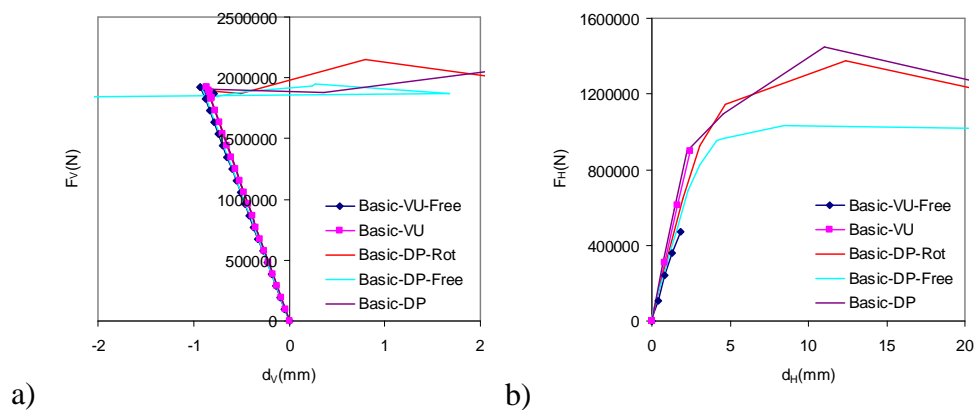 2500000
2000000
1500000
1000000
500000
0
-2 -1 0 1 2
FV(N)
dV(mm)
Basic-VU-Free
Basic-VU
Basic-DP-Rot
Basic-DP-Free
Basic-DP
a)
1600000
1200000
800000
400000
0
0 5 10 15 20
FH(N)
dH(mm)
Basic-VU-Free
Basic-VU
Basic-DP-Rot
Basic-DP-Free
Basic-DP
b)